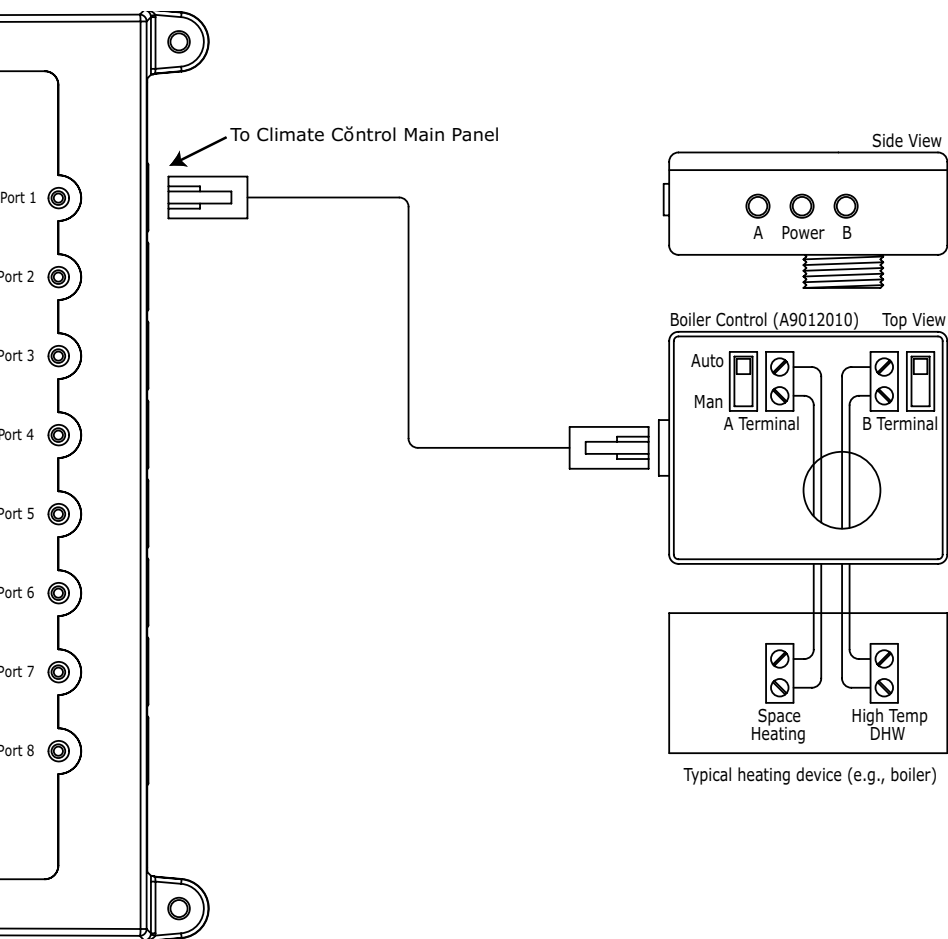 To Climate Cŏntrol Main Panel
Side View
Port 1
A Power B
Port 2
Boiler Control (A9012010) Top View
Port 3
Auto
Man
A Terminal B Terminal
Port 4
Port 5
Port 6
Port 7
Space Heating
High Temp DHW
Port 8
Typical heating device (e.g., boiler)